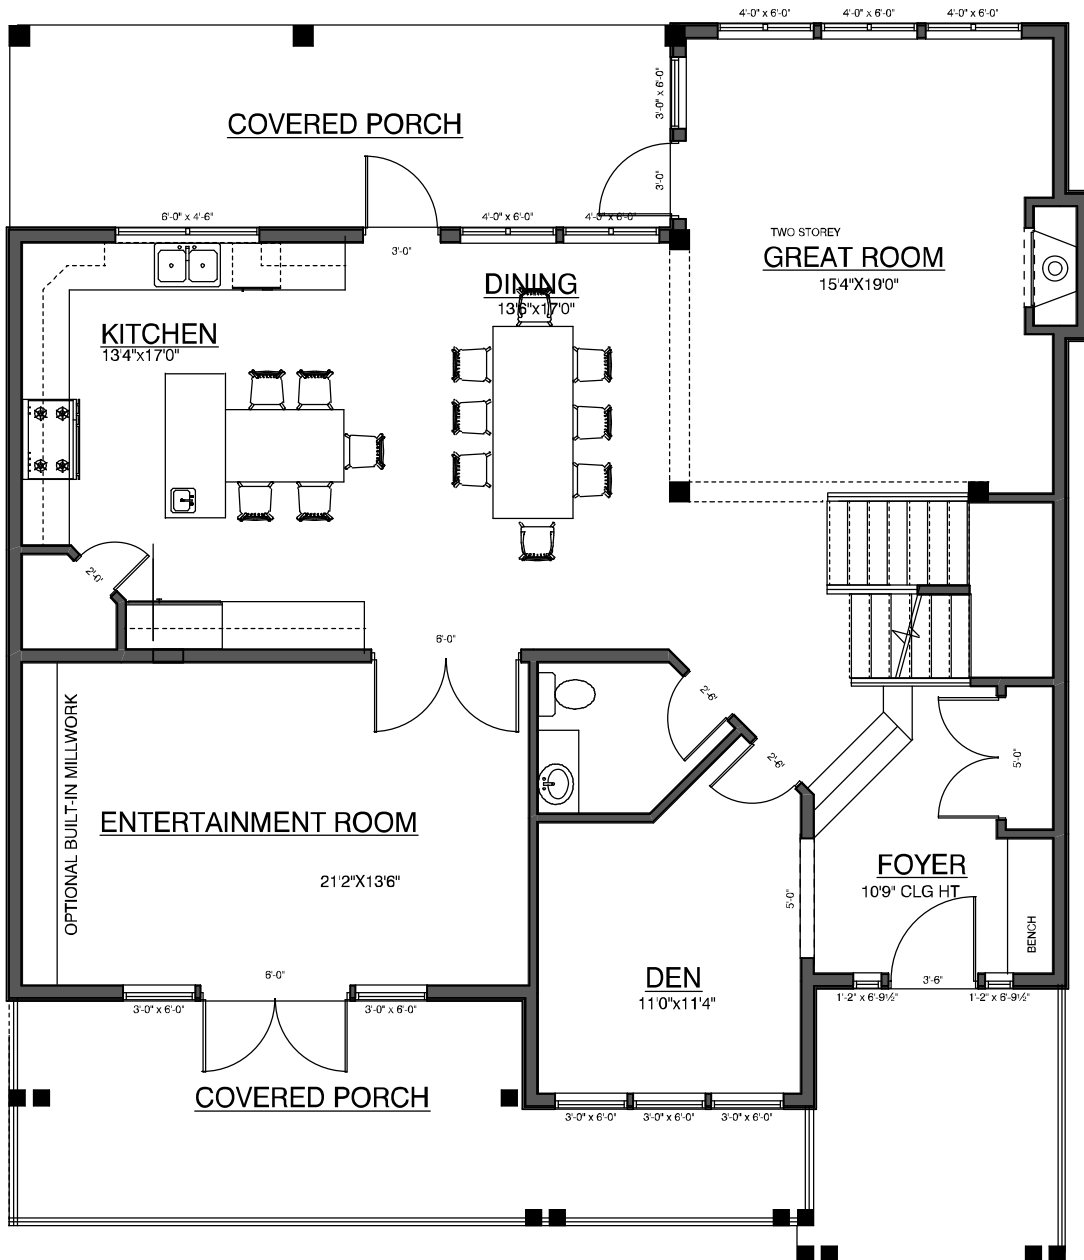 4'-0" x 6'-0"
4'-0" x 6'-0"
4'-0" x 6'-0"
3'-0" x 6'-0"
COVERED PORCH
3'-0"
6'-0" x 4'-6"
4'-0" x 6'-0"
4'-0" x 6'-0"
3'-0"
TWO STOREY
GREAT ROOM
15'4"X19'0"
DINING
13'6"x17'0"
KITCHEN
13'4"x17'0"
2'-0"
6'-0"
2'-6"
2'-6"
5'-0"
OPTIONAL BUILT-IN MILLWORK
ENTERTAINMENT ROOM
21'2"X13'6"
FOYER
10'9" CLG HT
5'-0"
BENCH
6'-0"
DEN
11'0"x11'4"
3'-6"
1'-2" x 6'-9½"
1'-2" x 6'-9½"
3'-0" x 6'-0"
3'-0" x 6'-0"
COVERED PORCH
3'-0" x 6'-0"
3'-0" x 6'-0"
3'-0" x 6'-0"